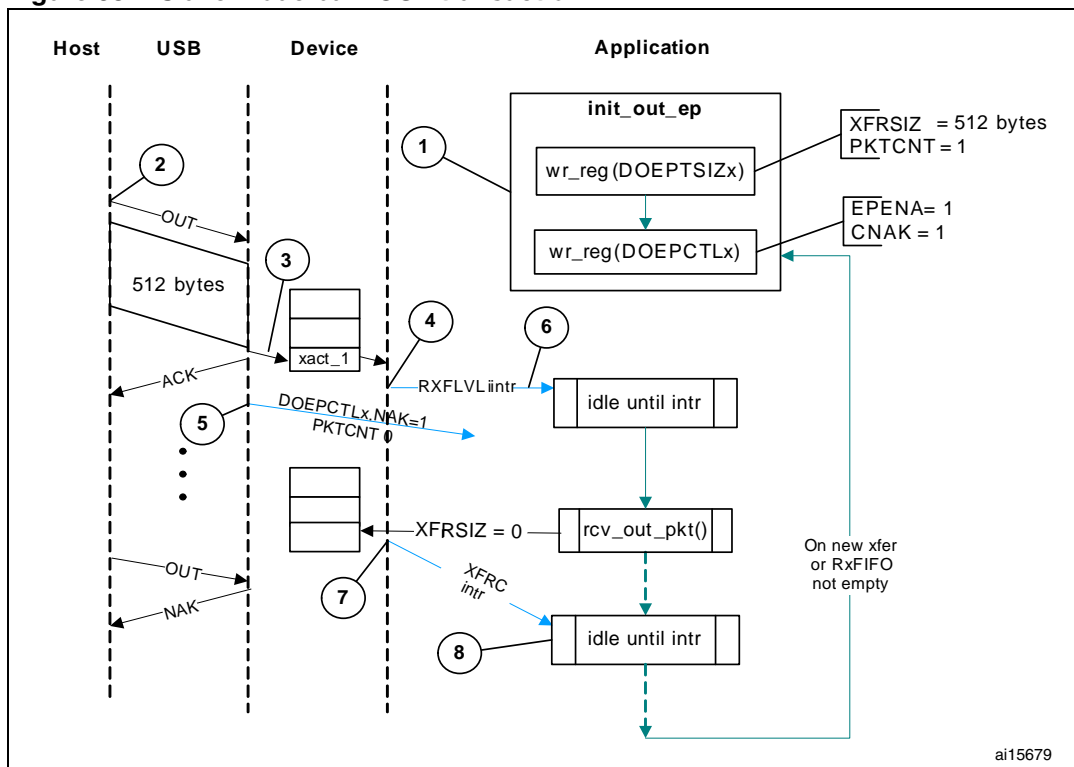 Host USB Device Application
init_out_ep
1
wr_reg(DOEPTSIZx)
XFRSIZ = 512 bytes
PKTCNT = 1
2
OUT
wr_reg(DOEPCTLx)
EPENA= 1
CNAK = 1
512 bytes
3
4
6
xact_1
ACK
RXFLVL iintr
idle until intr
DOEPCTLx.NAK=1
PKTCNT 0
5
XFRSIZ = 0
rcv_out_pkt()
On new xfer
or RxFIFO
not empty
OUT
XFRC
intr
7
NAK
idle until intr
8
ai15679